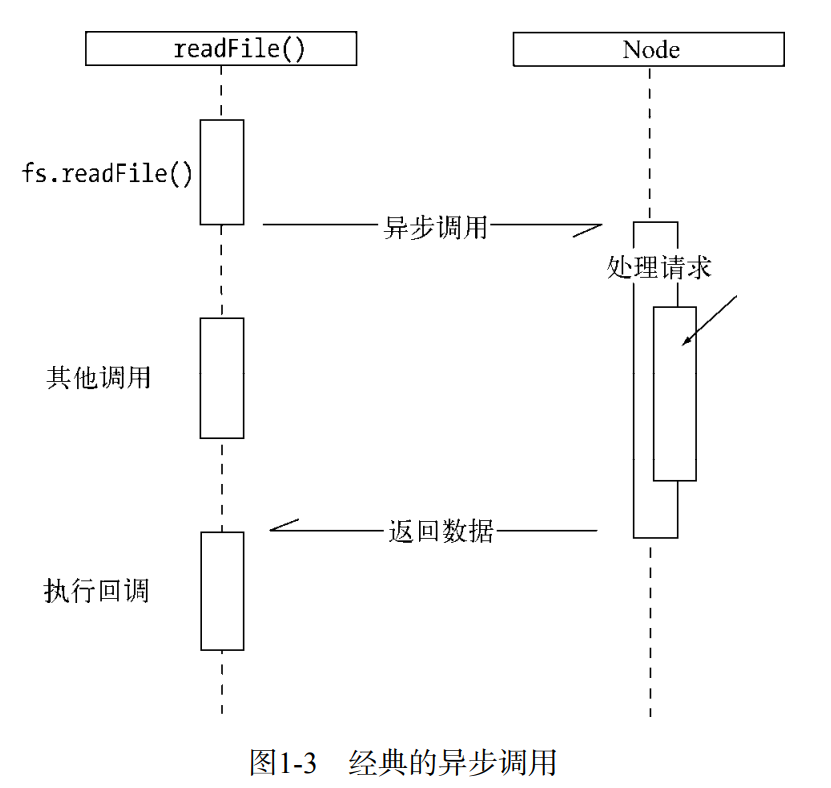 readFile()
Node
fs.readFile()
异步调用
处理请求
其他调用
返回数据
执行回调
图1-3 经典的异步调用